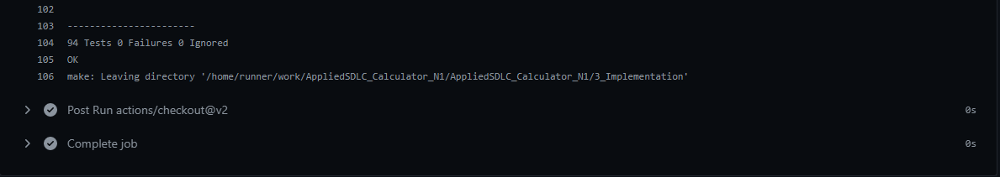 102
103 -----------------------
104 94 Tests 0 Failures 0 Ignored
105 OK
106 make: Leaving directory '/home/runner/work/AppliedSDLC_Calculator_N1/AppliedSDLC_Calculator_N1/3_Implementation'
Post Run actions/checkout@v2 0s
Complete job 0s